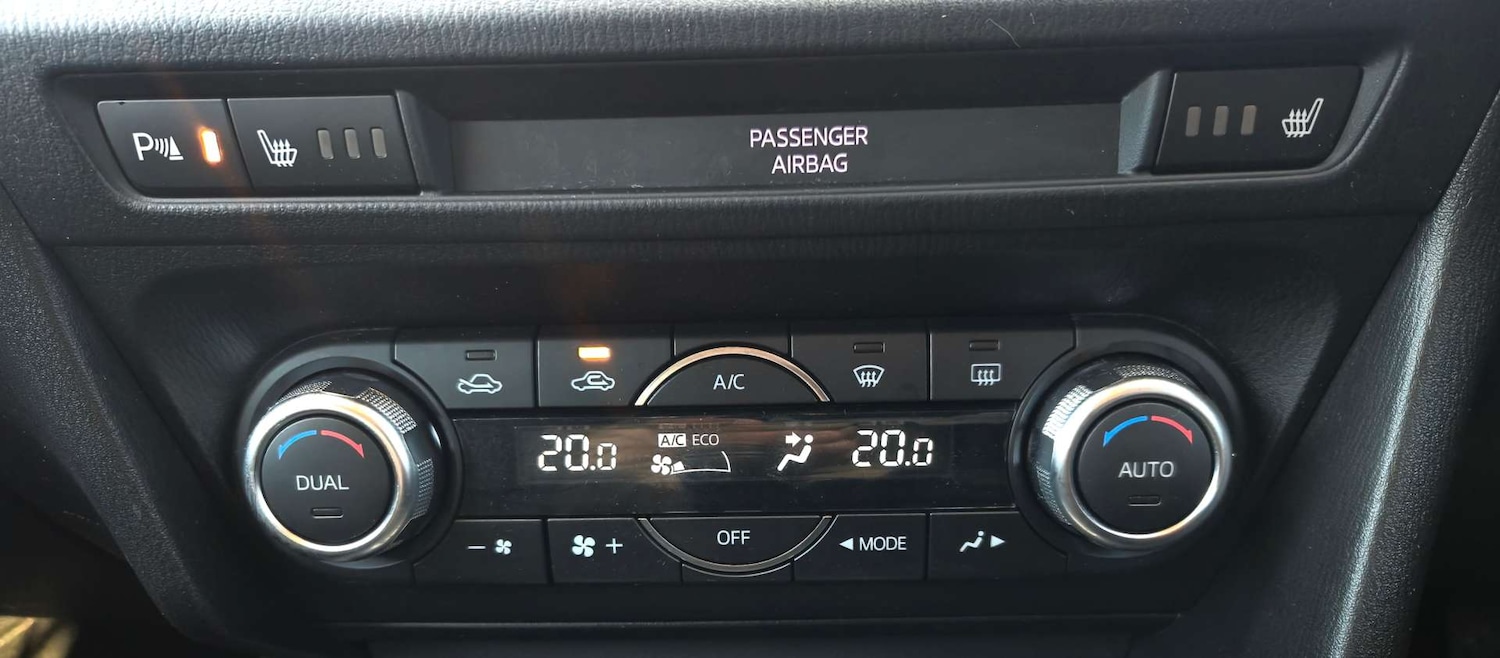 P
PASSENGER
AIRBAG
A/C
20.0
A/C ECO
20.0
DUAL
AUTO
-
+
OFF
MODE